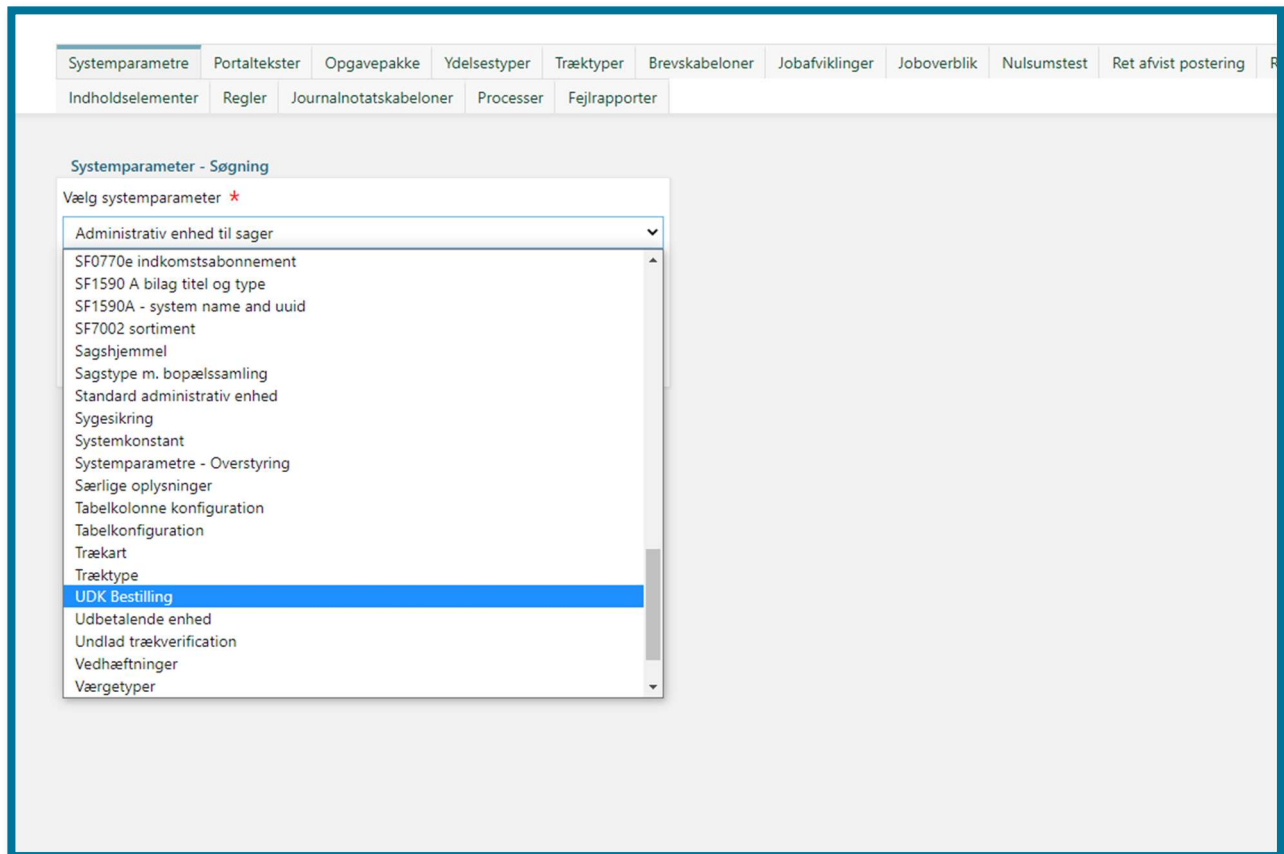 Systemparametre Portaltekster Opgavepakke Ydelsestyper Træktyper Brevskabeloner Jobafviklinger Joboverblik Nulsumstest Ret afvist postering
Indholdselementer Regler Journalnotatskabeloner Processer Fejlrapporter
Systemparameter - Søgning
Vælg systemparameter *
Administrativ enhed til sager
SF0770e indkomstsabonnement
SF1590 A bilag titel og type
SF1590A - system name and uuid
SF7002 sortiment
Sagshjemmel
Sagstype m. bopælssamling
Standard administrativ enhed
Sygesikring
Systemkonstant
Systemparametre - Overstyring
Særlige oplysninger
Tabelkolonne konfiguration
Tabelkonfiguration
Trækart
Træktype
UDK Bestilling
Udbetalende enhed
Undlad trækverification
Vedhæftninger
Værgetyper